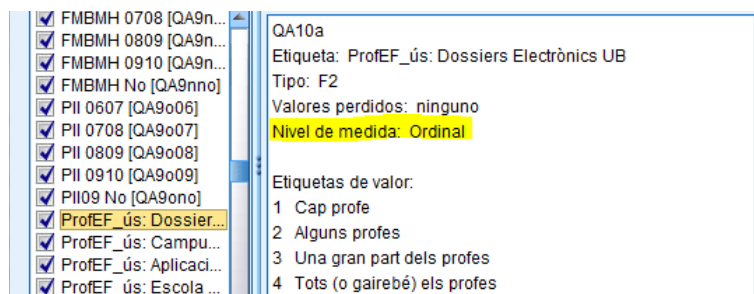 FMBMH 0708 [QA9n...
FMBMH 0809 [QA9n...
FMBMH 0910 [QA9n...
FMBMH No [QA9nno]
PII 0607 [QA9o06]
PII 0708 [QA9o07]
PII 0809 [QA9o08]
PII 0910 [QA9o09]
PII09 No [QA9ono]
ProfEF_ús: Dossier...
ProfEF_ús: Campu...
ProfEF_ús: Aplicaci...
ProfEF_ús: Escola ...
QA10a
Etiqueta: ProfEF_ús: Dossiers Electrònics UB
Tipo: F2
Valores perdidos: ninguno
Nivel de medida: Ordinal
Etiquetas de valor:
1 Cap profe
2 Alguns profes
3 Una gran part dels profes
4 Tots (o gairebé) els profes